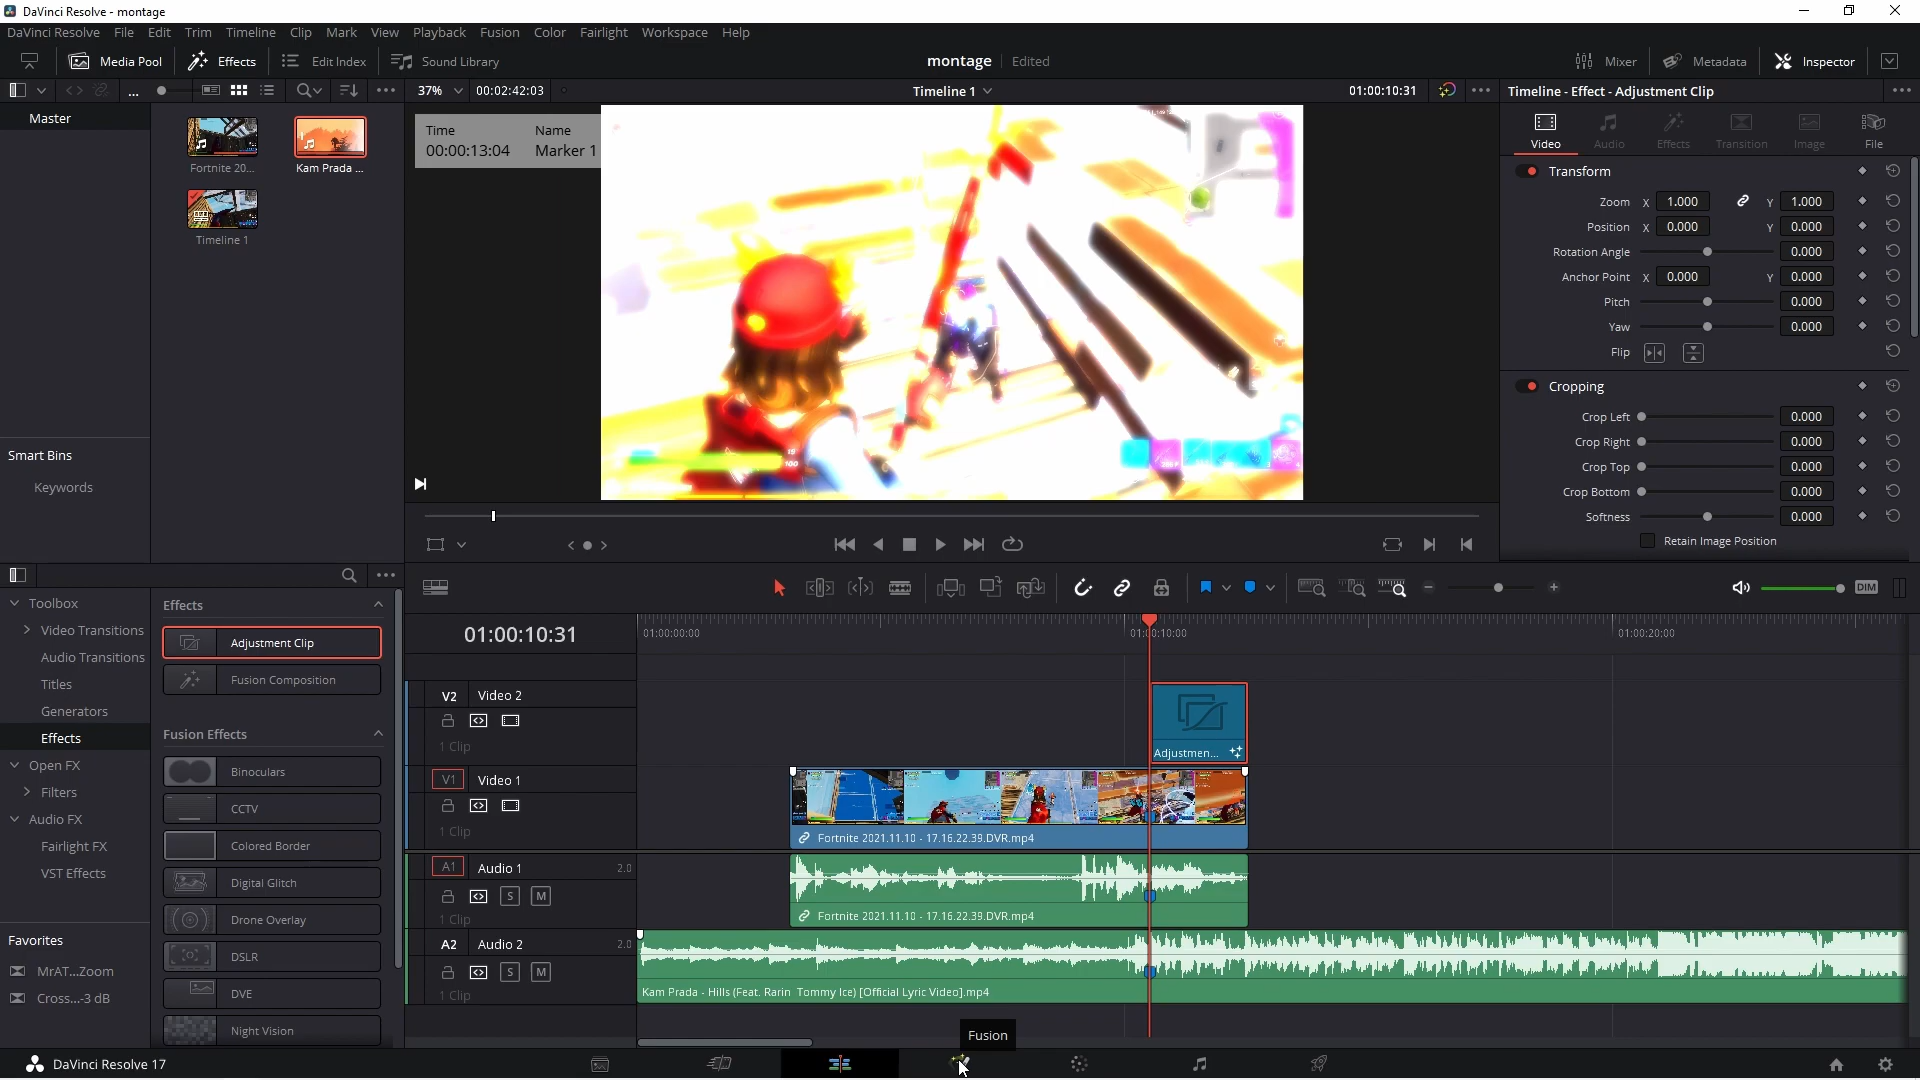 DaVinci Resolve - montage
DaVinci Resolve File Edit Trim Timeline Clip Mark View Playback Fusion Color Fairlight Workspace Help
Media Pool Effects Edit Index Sound Library
montage Edited
Mixer Metadata Inspector
37% 00:02:42:03
Timeline 1
01:00:10:31
Timeline - Effect - Adjustment Clip
Master
Fortnite 20...
Kam Prada ...
Timeline 1
Smart Bins
Keywords
Time Name
00:00:13:04 Marker 1
Video Audio Effects Transition Image File
Transform
Zoom X 1.000 Y 1.000
Position X 0.000 Y 0.000
Rotation Angle 0.000
Anchor Point X 0.000 Y 0.000
Pitch 0.000
Yaw 0.000
Flip
Cropping
Crop Left 0.000
Crop Right 0.000
Crop Top 0.000
Crop Bottom 0.000
Softness 0.000
Retain Image Position
Toolbox
Video Transitions
Audio Transitions
Titles
Generators
Effects
Open FX
Filters
Audio FX
Fairlight FX
VST Effects
Favorites
MrAT...Zoom
Cross...-3 dB
Effects
Adjustment Clip
Fusion Composition
Fusion Effects
Binoculars
CCTV
Colored Border
Digital Glitch
Drone Overlay
DSLR
DVE
Night Vision
DIM
01:00:10:31
01:00:00:00
01:00:10:00
01:00:20:00
V2 Video 2
1 Clip
Adjustmen...
V1 Video 1
1 Clip
Fortnite 2021.11.10 - 17.16.22.39.DVR.mp4
A1 Audio 1 2.0
S M
1 Clip
Fortnite 2021.11.10 - 17.16.22.39.DVR.mp4
A2 Audio 2 2.0
S M
1 Clip
Kam Prada - Hills (Feat. Rarin Tommy Ice) [Official Lyric Video].mp4
Fusion
DaVinci Resolve 17